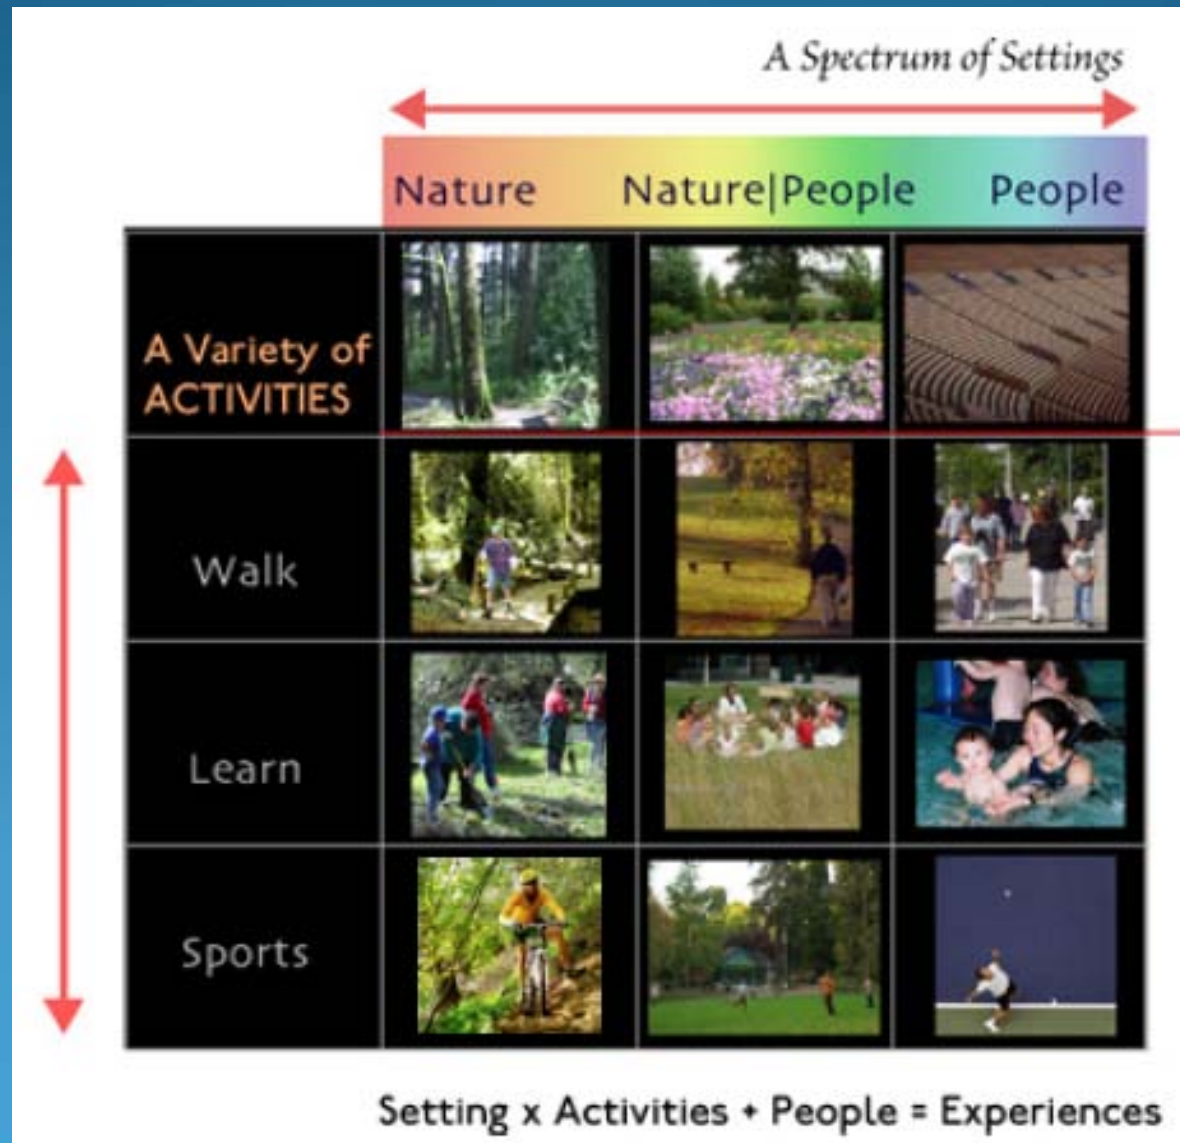 A Spectrum of Settings
Nature Nature|People People
A Variety of
ACTIVITIES
Walk
Learn
Sports
Setting x Activities + People = Experiences